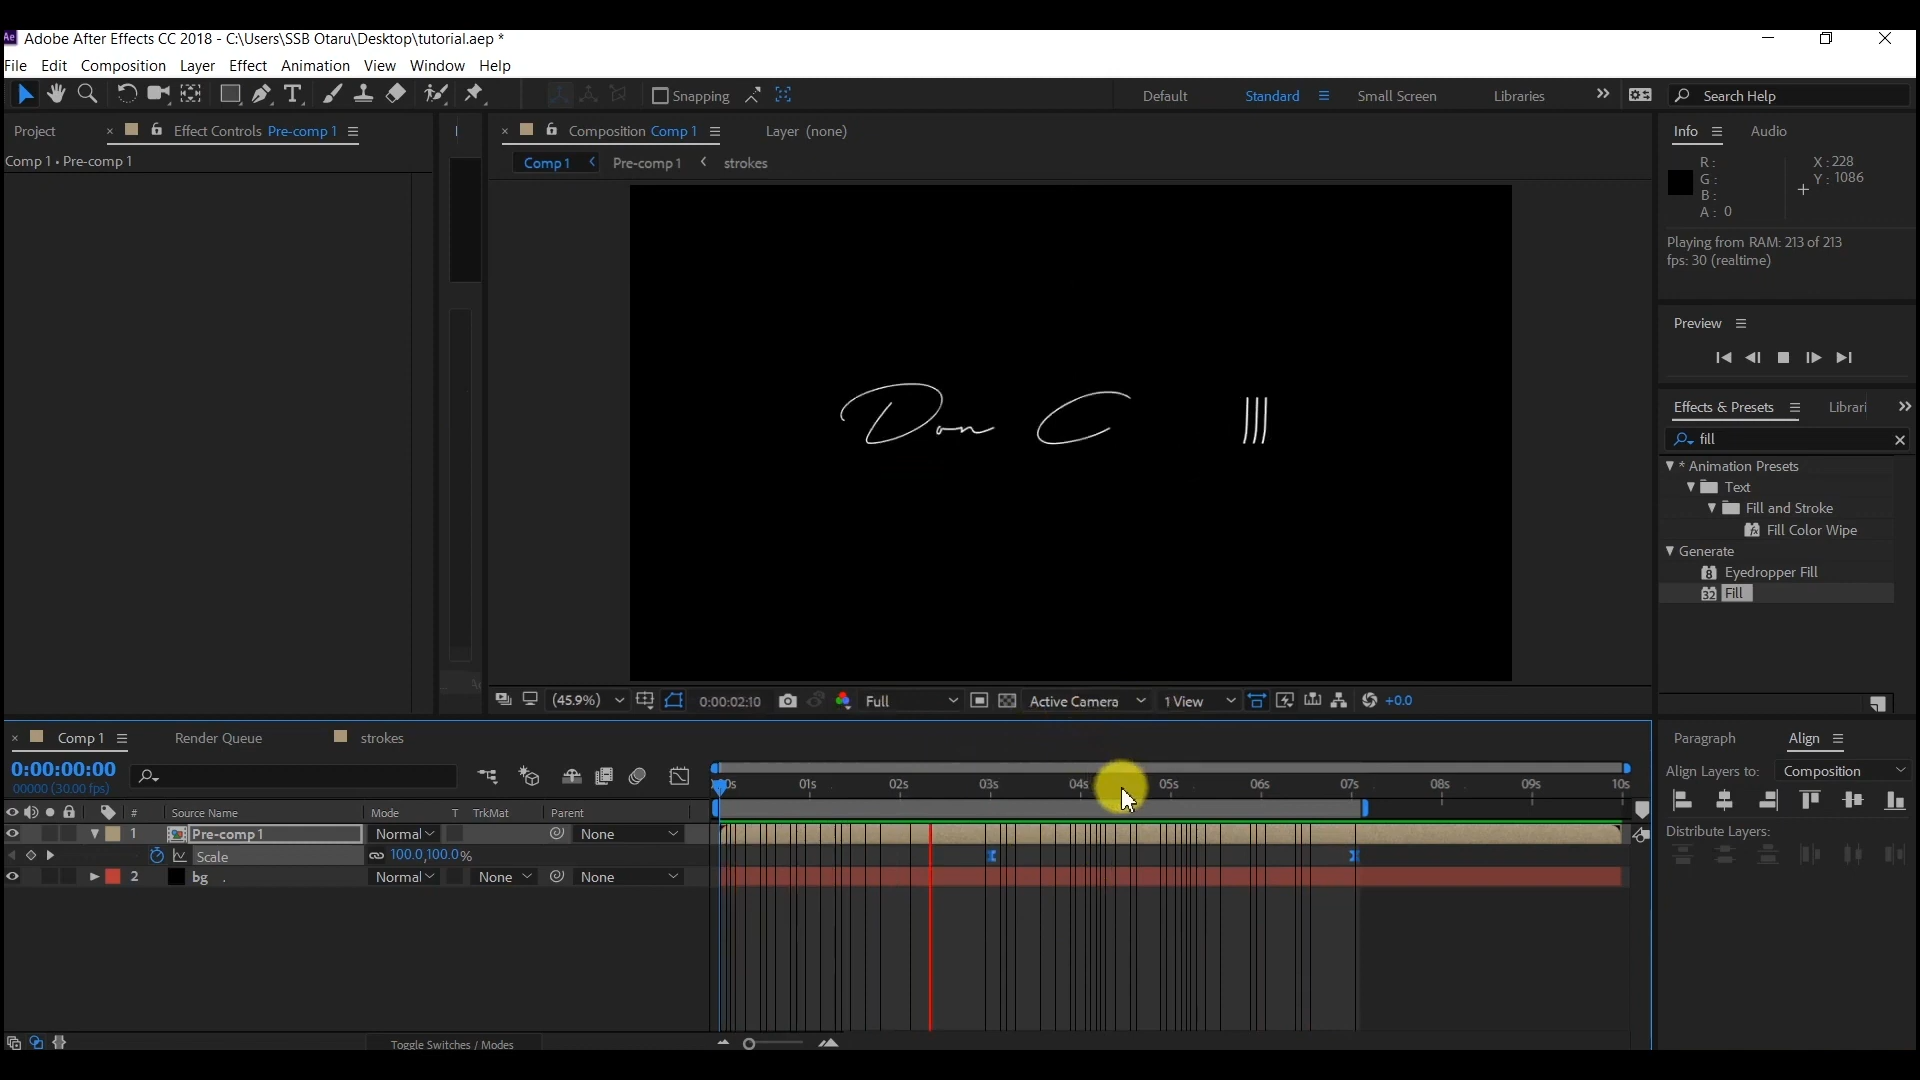 Adobe After Effects CC 2018 - C:\Users\SSB Otaru\Desktop\tutorial.aep *
File Edit Composition Layer Effect Animation View Window Help
Snapping Default Standard Small Screen Libraries Search Help
Project Effect Controls Pre-comp 1 Composition Comp 1 Layer (none) Info Audio
Comp 1 • Pre-comp 1
Comp 1 Pre-comp 1 strokes
R: X: 228
G: Y: 1086
B:
A: 0
Playing from RAM: 213 of 213
fps: 30 (realtime)
Preview
Don C
Effects & Presets Librari
fill
* Animation Presets
Text
Fill and Stroke
Fill Color Wipe
Generate
Eyedropper Fill
Fill
(45.9%) 0:00:02:10 Full Active Camera 1 View +0.0
Comp 1 Render Queue strokes Paragraph Align
0:00:00:00
00000 (30.00 fps)
Align Layers to: Composition
01s 02s 03s 04s 05s 06s 07s 08s 09s 10s
# Source Name Mode T TrkMat Parent
1 Pre-comp 1 Normal None
Distribute Layers:
Scale 100.0,100.0%
2 bg Normal None None
Toggle Switches / Modes